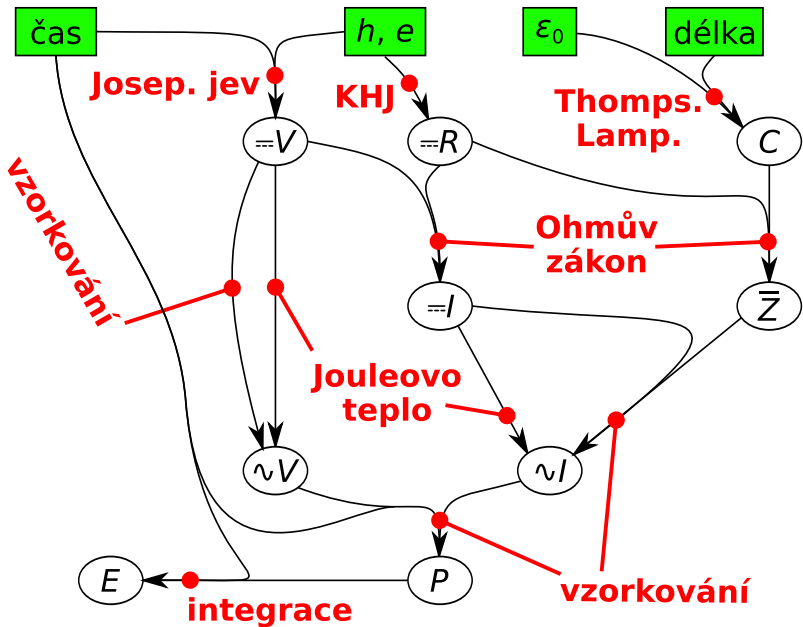 čas
h, e
ε₀
délka
Josep. jev
KHJ
Thomps.
Lamp.
⎓V
⎓R
C
vzorkování
Ohmův
zákon
⎓I
Z̅
Jouleovo
teplo
∿V
∿I
E
P
vzorkování
integrace